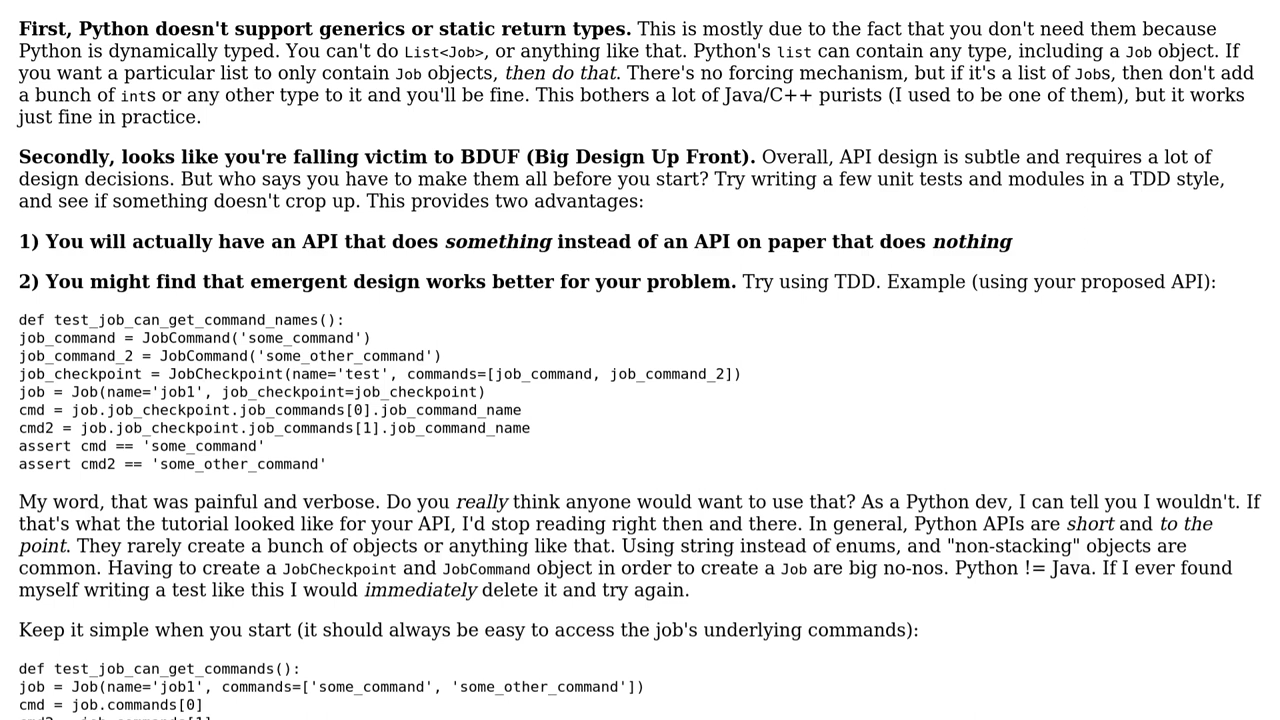 First, Python doesn't support generics or static return types. This is mostly due to the fact that you don't need them because
Python is dynamically typed. You can't do List<Job>, or anything like that. Python's list can contain any type, including a Job object. If
you want a particular list to only contain Job objects, then do that. There's no forcing mechanism, but if it's a list of Jobs, then don't add
a bunch of ints or any other type to it and you'll be fine. This bothers a lot of Java/C++ purists (I used to be one of them), but it works
just fine in practice.
Secondly, looks like you're falling victim to BDUF (Big Design Up Front). Overall, API design is subtle and requires a lot of
design decisions. But who says you have to make them all before you start? Try writing a few unit tests and modules in a TDD style,
and see if something doesn't crop up. This provides two advantages:
1) You will actually have an API that does something instead of an API on paper that does nothing
2) You might find that emergent design works better for your problem. Try using TDD. Example (using your proposed API):
def test_job_can_get_command_names():
job_command = JobCommand('some_command')
job_command_2 = JobCommand('some_other_command')
job_checkpoint = JobCheckpoint(name='test', commands=[job_command, job_command_2])
job = Job(name='job1', job_checkpoint=job_checkpoint)
cmd = job.job_checkpoint.job_commands[0].job_command_name
cmd2 = job.job_checkpoint.job_commands[1].job_command_name
assert cmd == 'some_command'
assert cmd2 == 'some_other_command'
My word, that was painful and verbose. Do you really think anyone would want to use that? As a Python dev, I can tell you I wouldn't. If
that's what the tutorial looked like for your API, I'd stop reading right then and there. In general, Python APIs are short and to the
point. They rarely create a bunch of objects or anything like that. Using string instead of enums, and "non-stacking" objects are
common. Having to create a JobCheckpoint and JobCommand object in order to create a Job are big no-nos. Python != Java. If I ever found
myself writing a test like this I would immediately delete it and try again.
Keep it simple when you start (it should always be easy to access the job's underlying commands):
def test_job_can_get_commands():
job = Job(name='job1', commands=['some_command', 'some_other_command'])
cmd = job.commands[0]